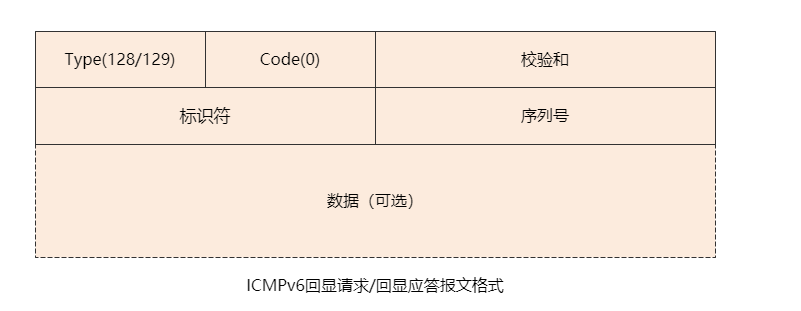 Type(128/129) Code(0) 校验和
标识符 序列号
数据（可选）
ICMPv6回显请求/回显应答报文格式